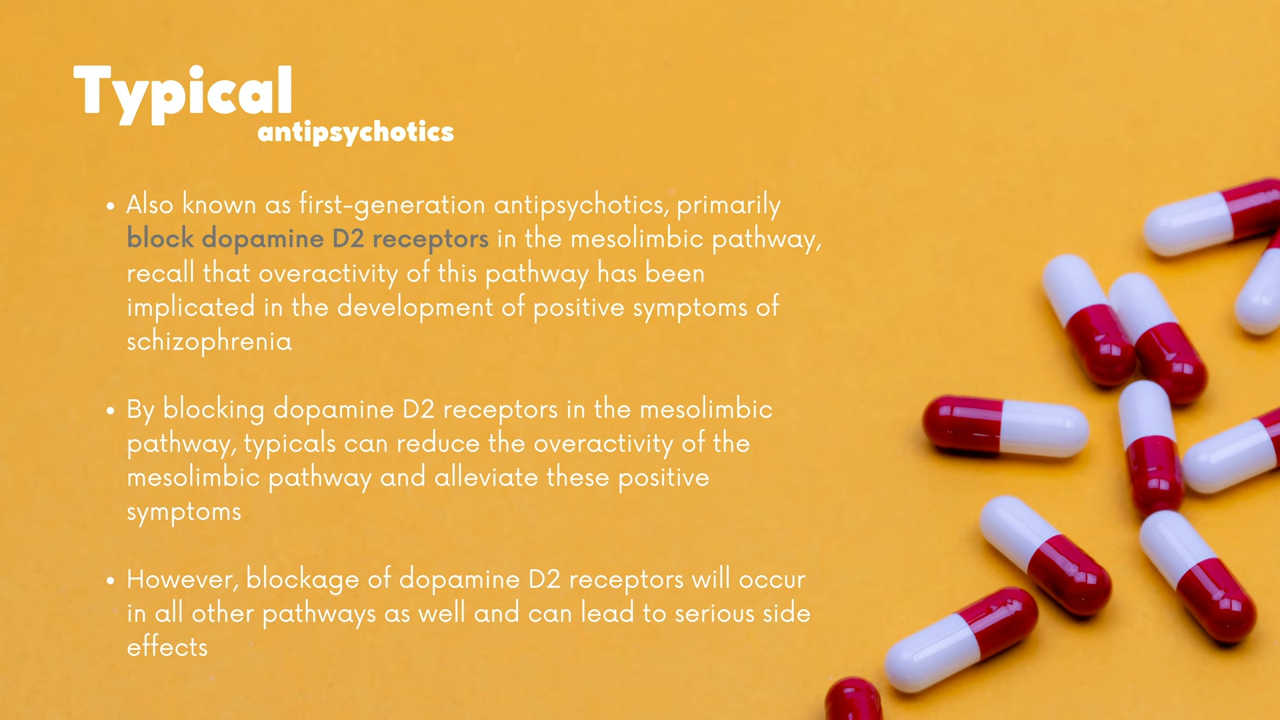 Typical
antipsychotics
• Also known as first-generation antipsychotics, primarily
block dopamine D2 receptors in the mesolimbic pathway,
recall that overactivity of this pathway has been
implicated in the development of positive symptoms of
schizophrenia
• By blocking dopamine D2 receptors in the mesolimbic
pathway, typicals can reduce the overactivity of the
mesolimbic pathway and alleviate these positive
symptoms
• However, blockage of dopamine D2 receptors will occur
in all other pathways as well and can lead to serious side
effects